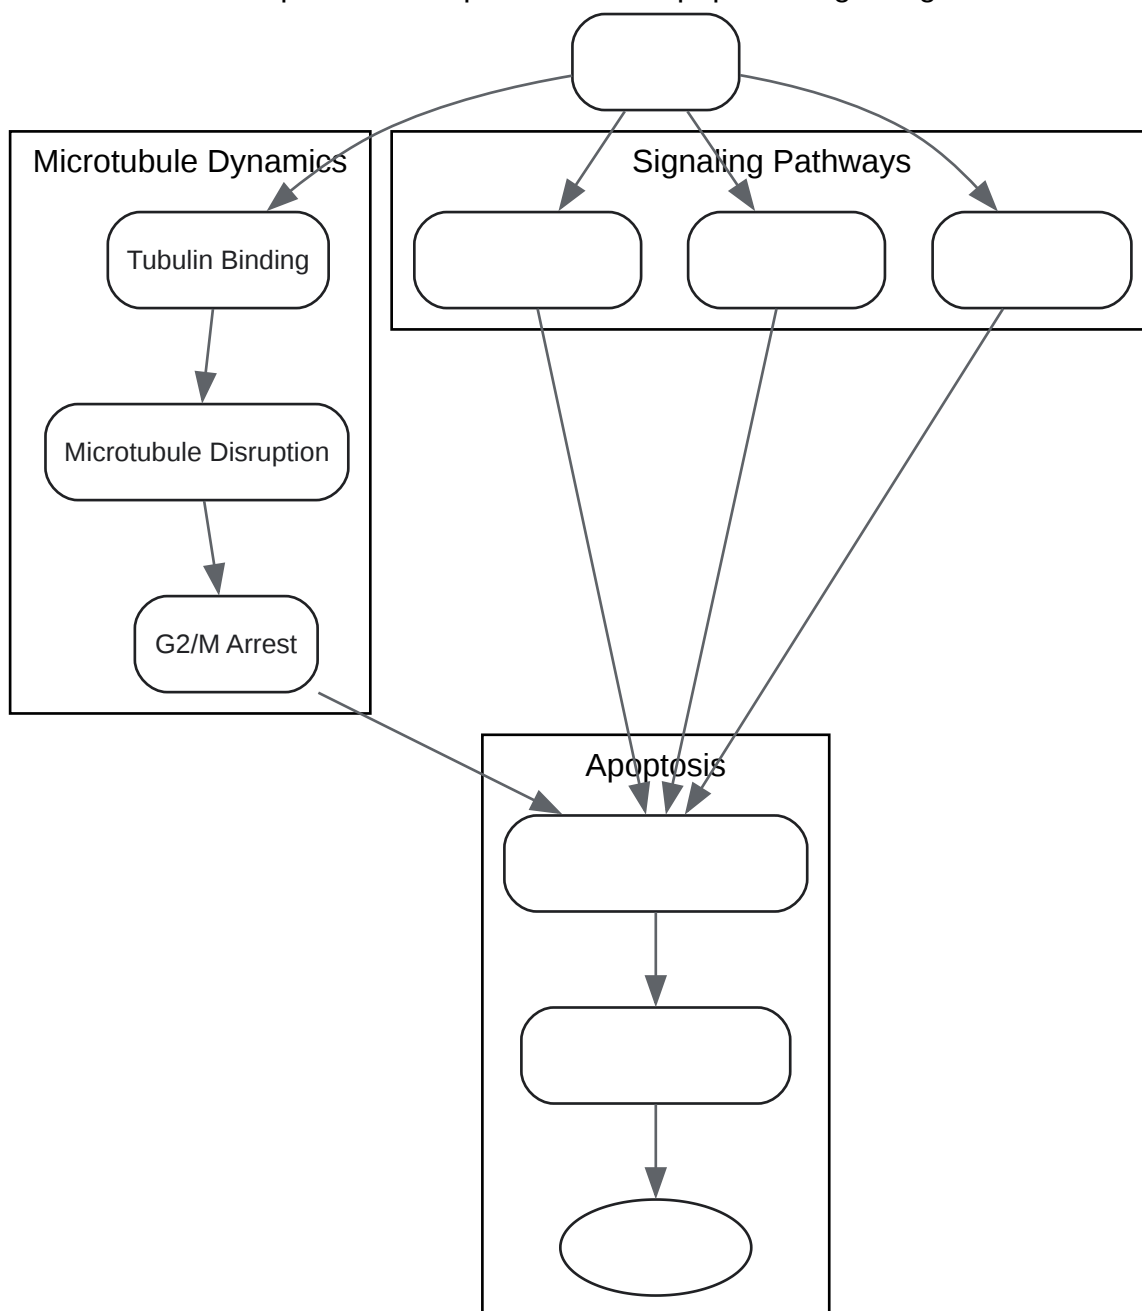 Microtubule Dynamics
Signaling Pathways
Tubulin Binding
Microtubule Disruption
G2/M Arrest
Apoptosis